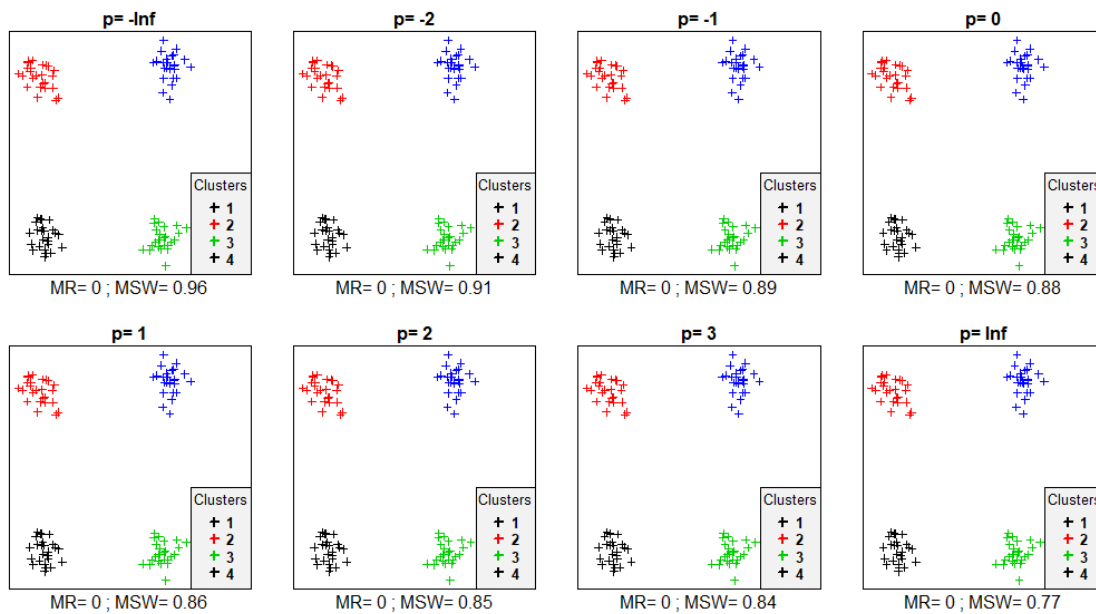 p= -Inf p= -2 p= -1 p= 0
Clusters Clusters Clusters Clusters
1 1 1 1
2 2 2 2
3 3 3 3
4 4 4 4
MR= 0 ; MSW= 0.96 MR= 0 ; MSW= 0.91 MR= 0 ; MSW= 0.89 MR= 0 ; MSW= 0.88
p= 1 p= 2 p= 3 p= Inf
Clusters Clusters Clusters Clusters
1 1 1 1
2 2 2 2
3 3 3 3
4 4 4 4
MR= 0 ; MSW= 0.86 MR= 0 ; MSW= 0.85 MR= 0 ; MSW= 0.84 MR= 0 ; MSW= 0.77